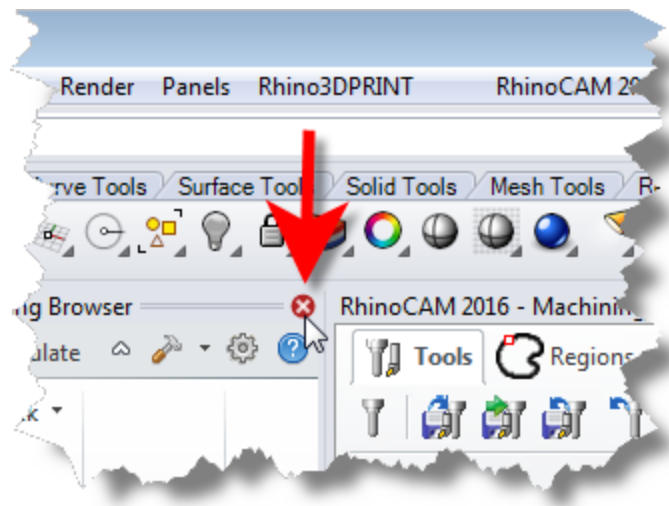 Render Panels Rhino3DPRINT RhinoCAM
Tools Surface Tools Solid Tools Mesh Tools
Browser RhinoCAM 2016 - Machining
Tools Regions